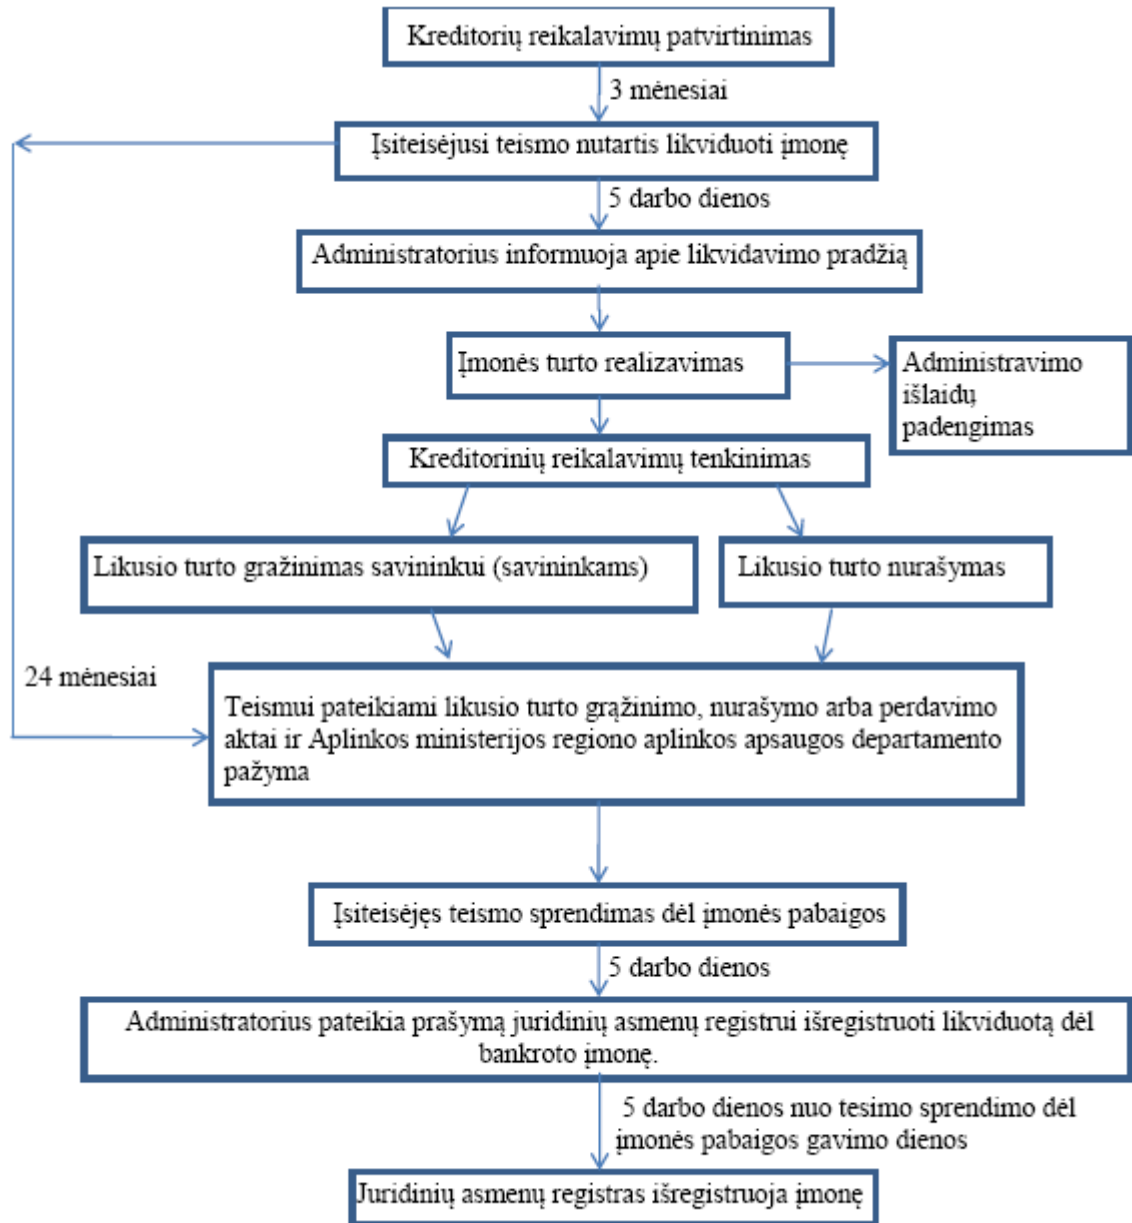 Kreditorių reikalavimų patvirtinimas
3 mėnesiai
Įsiteisėjusi teismo nutartis likviduoti įmonę
5 darbo dienos
Administratorius informuoja apie likvidavimo pradžią
Įmonės turto realizavimas
Administravimo
išlaidų
padengimas
Kreditorinių reikalavimų tenkinimas
Likusio turto gražinimas savininkui (savininkams)
Likusio turto nurašymas
24 mėnesiai
Teismui pateikiami likusio turto grąžinimo, nurašymo arba perdavimo
aktai ir Aplinkos ministerijos regiono aplinkos apsaugos departamento
pažyma
Įsiteisėjęs teismo sprendimas dėl įmonės pabaigos
5 darbo dienos
Administratorius pateikia prašymą juridinių asmenų registrui išregistruoti likviduotą dėl
bankroto įmonę.
5 darbo dienos nuo tesimo sprendimo dėl
įmonės pabaigos gavimo dienos
Juridinių asmenų registras išregistruoja įmonę